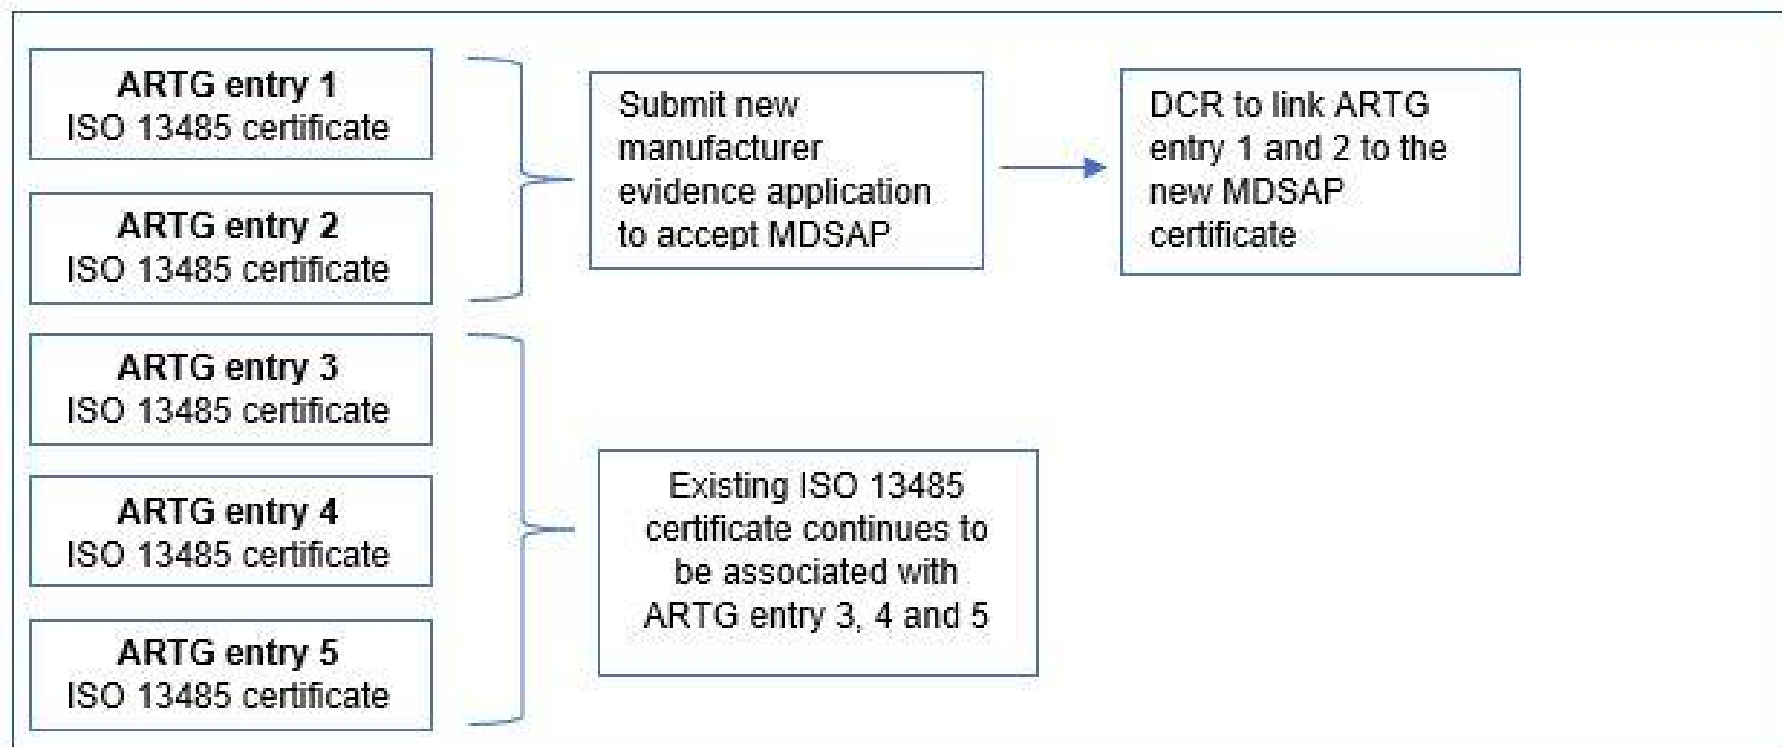 ARTG entry 1
ISO 13485 certificate
ARTG entry 2
ISO 13485 certificate
Submit new
manufacturer
evidence application
to accept MDSAP
DCR to link ARTG
entry 1 and 2 to the
new MDSAP
certificate
ARTG entry 3
ISO 13485 certificate
ARTG entry 4
ISO 13485 certificate
ARTG entry 5
ISO 13485 certificate
Existing ISO 13485
certificate continues to
be associated with
ARTG entry 3, 4 and 5